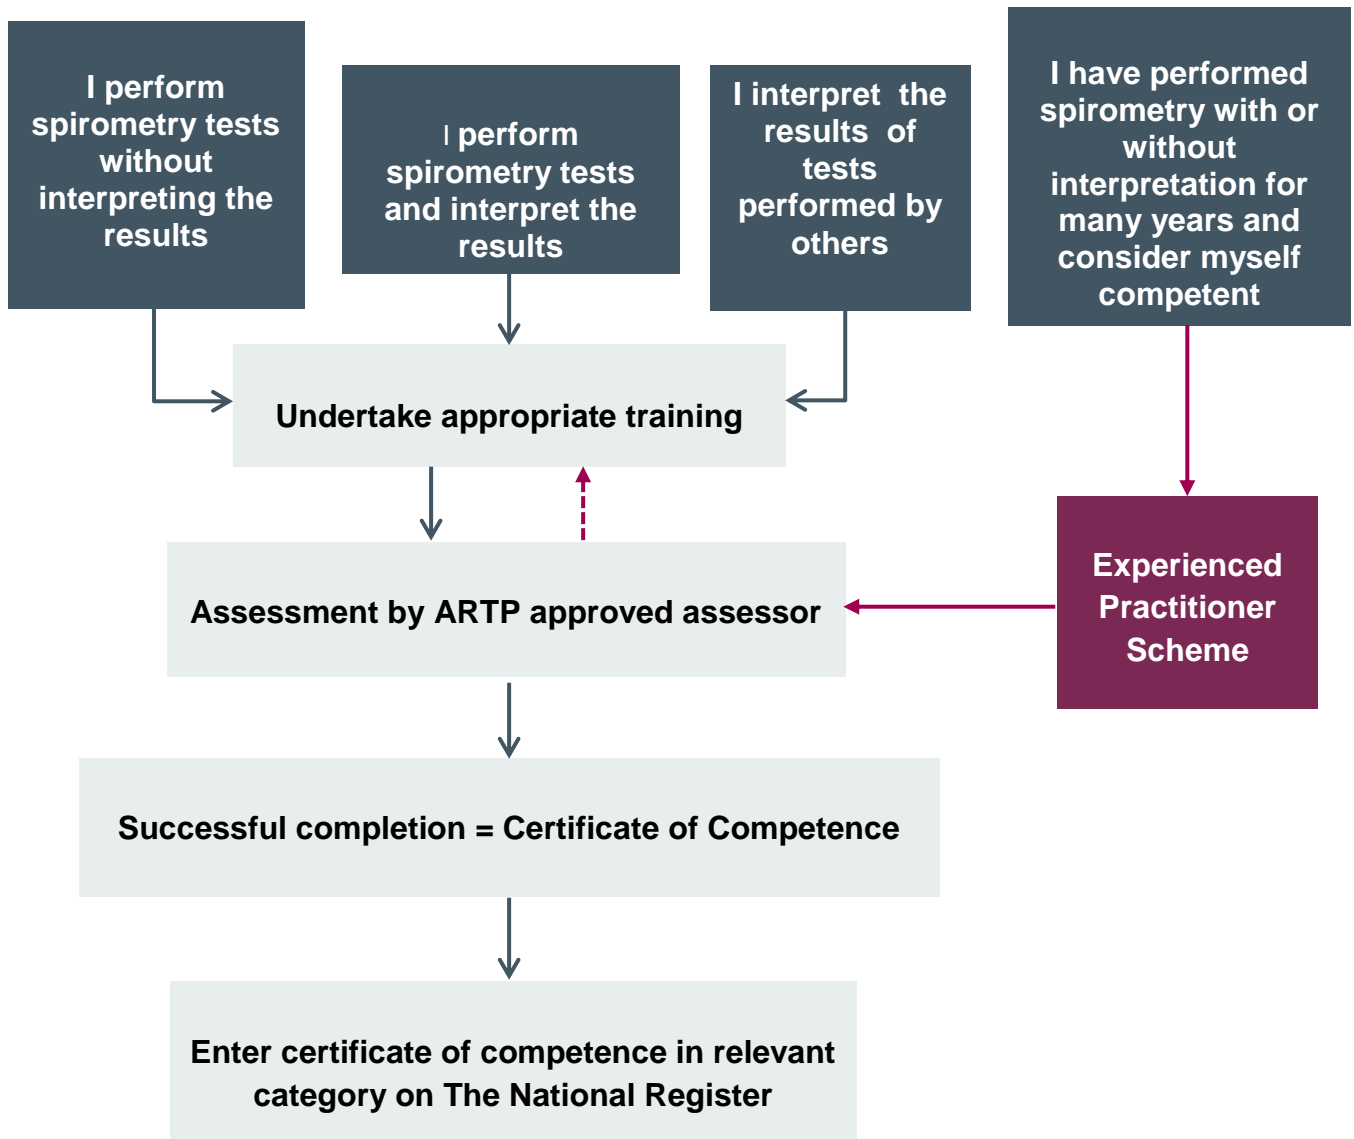 I perform
spirometry tests
without
interpreting the
results
I perform
spirometry tests
and interpret the
results
I interpret the
results of
tests
performed by
others
I have performed
spirometry with or
without
interpretation for
many years and
consider myself
competent
Undertake appropriate training
Assessment by ARTP approved assessor
Experienced
Practitioner
Scheme
Successful completion = Certificate of Competence
Enter certificate of competence in relevant
category on The National Register